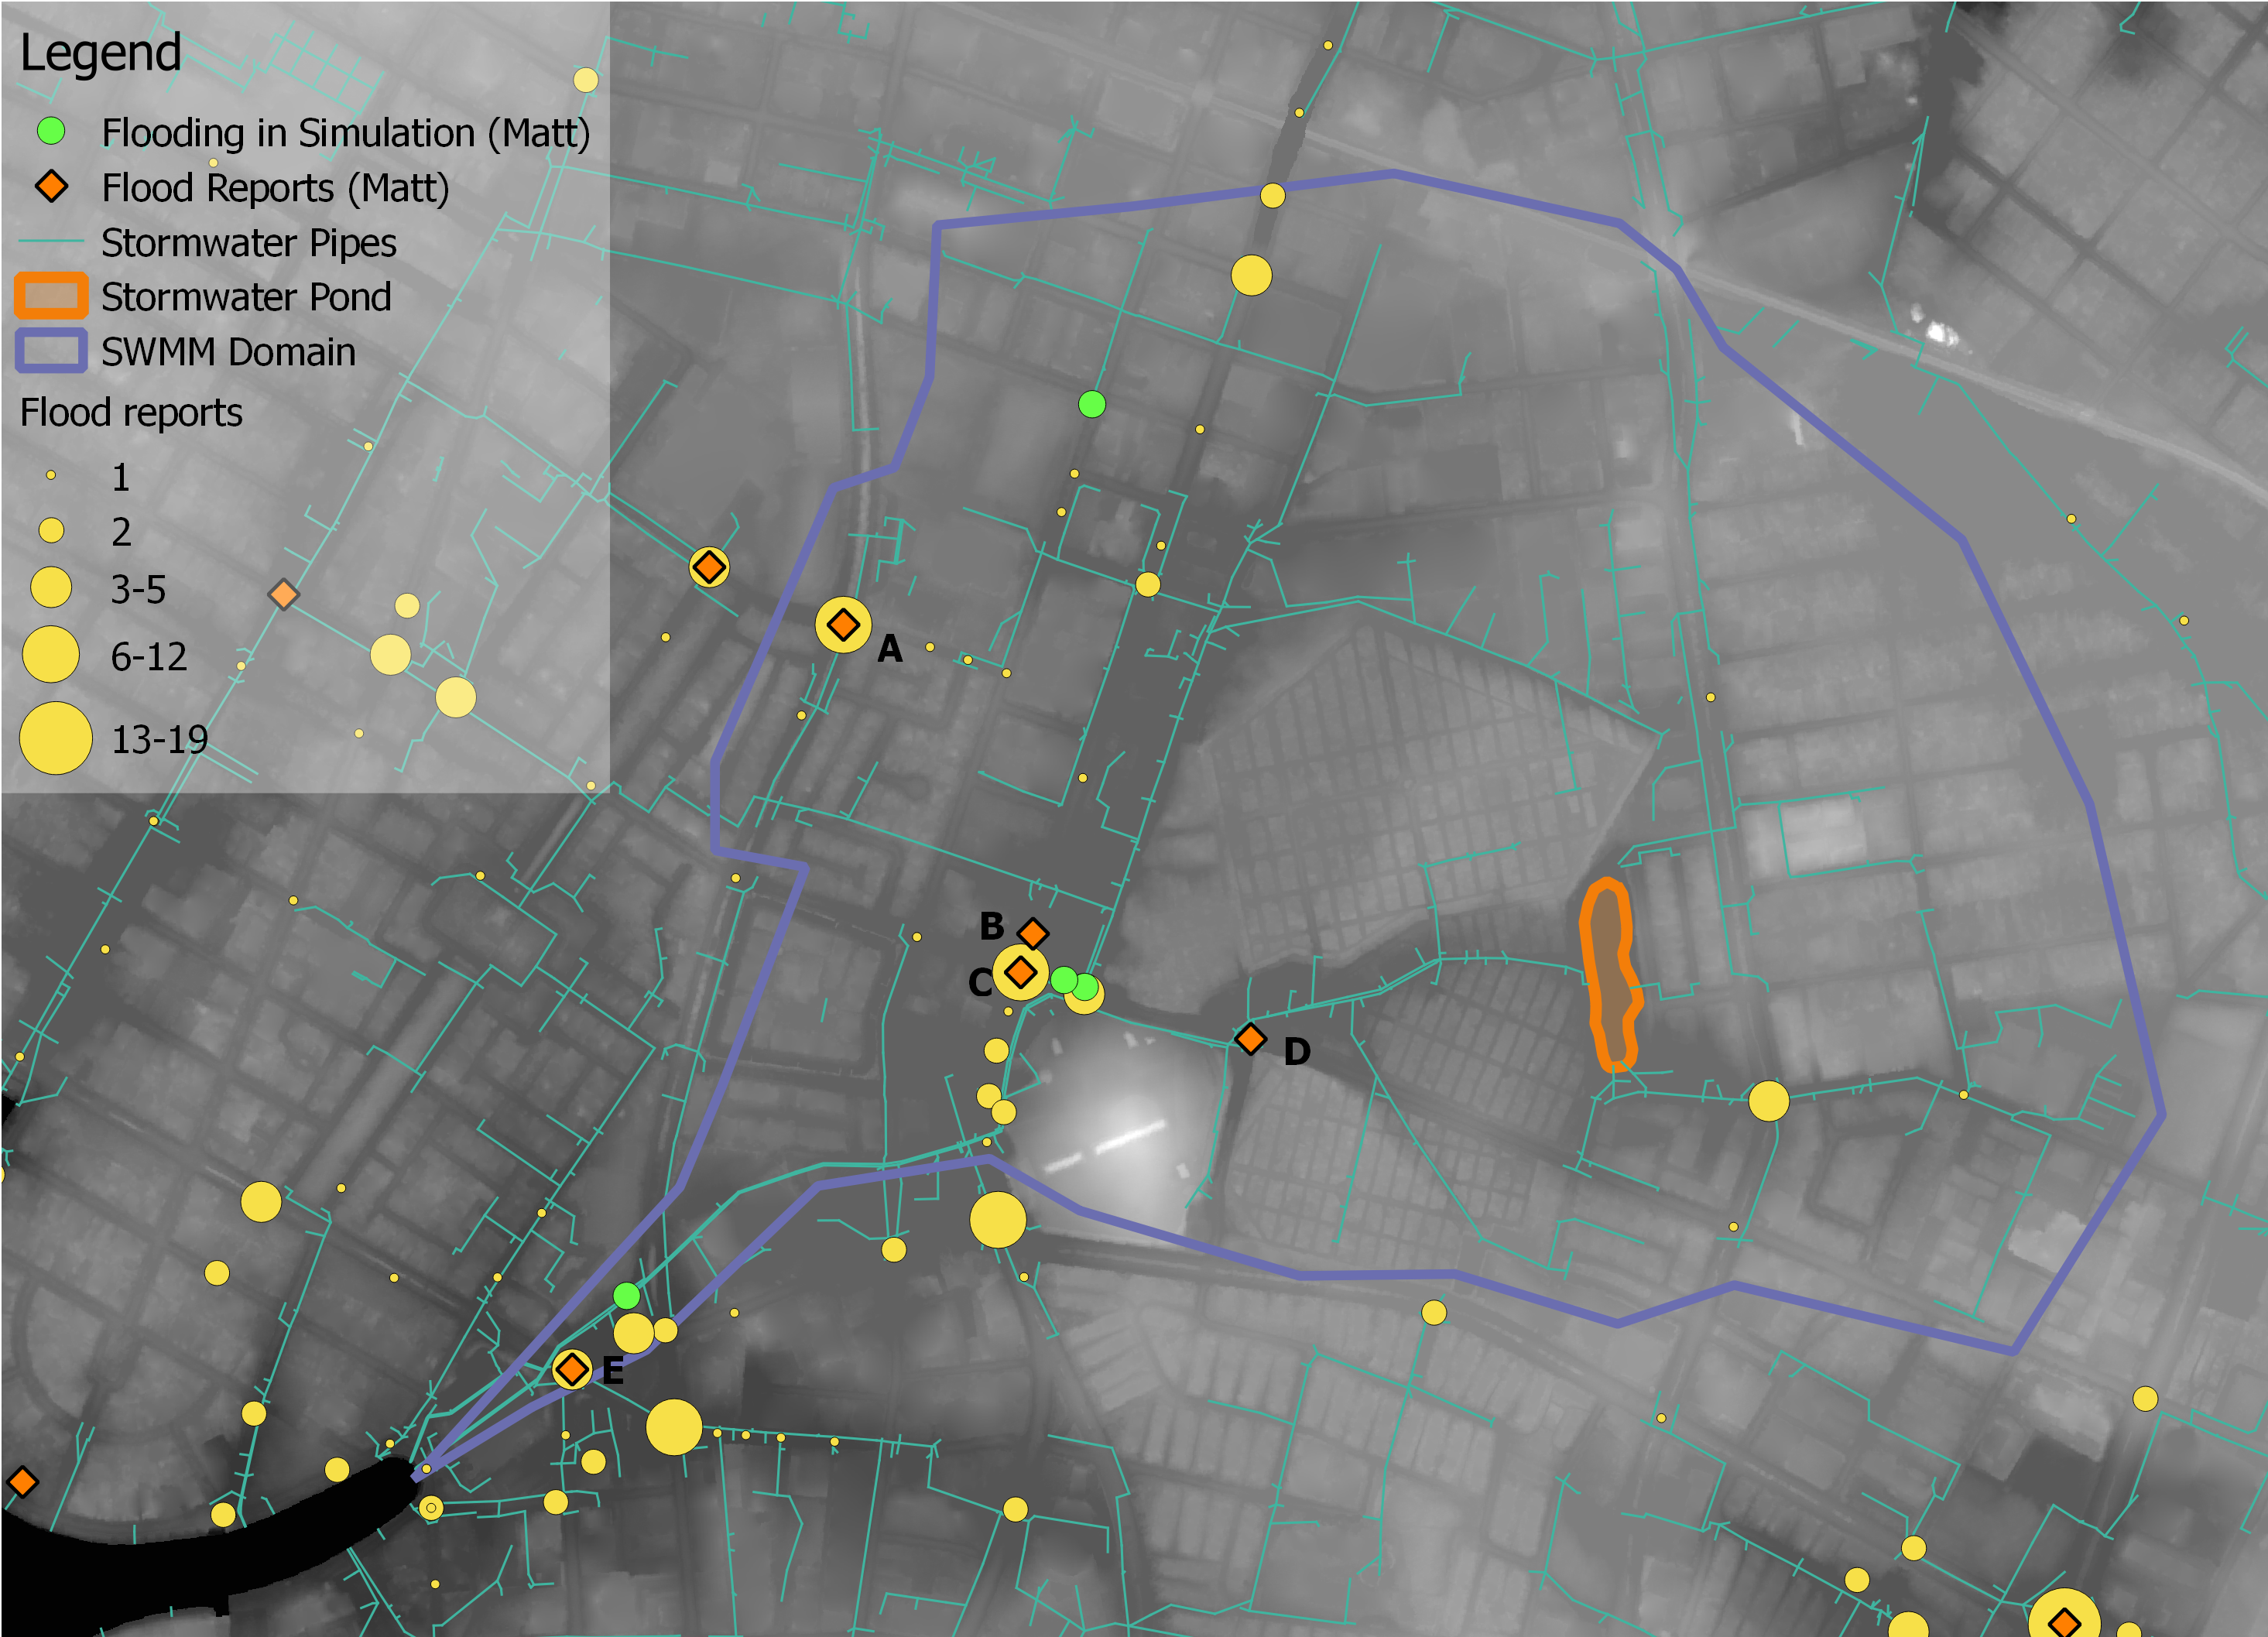 Legend
Flooding in Simulation (Matt)
Flood Reports (Matt)
Stormwater Pipes
Stormwater Pond
SWMM Domain
Flood reports
1
2
3-5
6-12
13-19
A
B
C
D
E